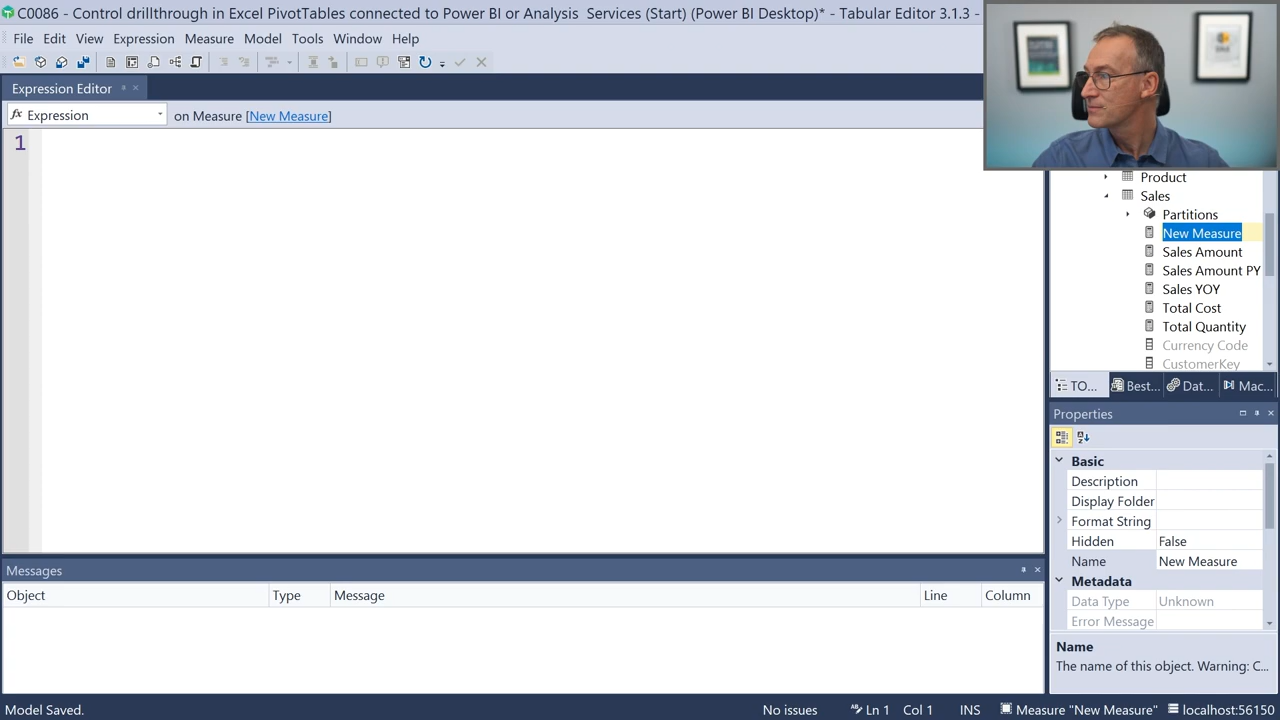 C0086 - Control drillthrough in Excel PivotTables connected to Power BI or Analysis  Services (Start) (Power BI Desktop)* - Tabular Editor 3.1.3 -
File Edit View Expression Measure Model Tools Window Help
Expression Editor
fx Expression on Measure [New Measure]
1
Product
Sales
Partitions
New Measure
Sales Amount
Sales Amount PY
Sales YOY
Total Cost
Total Quantity
Currency Code
CustomerKey
TO... Best... Dat... Mac...
Properties
Basic
Description
Display Folder
Format String
Hidden False
Name New Measure
Metadata
Data Type Unknown
Error Message
Name
The name of this object. Warning: C...
Messages
Object Type Message Line Column
Model Saved. No issues Ln 1 Col 1 INS Measure "New Measure" localhost:56150